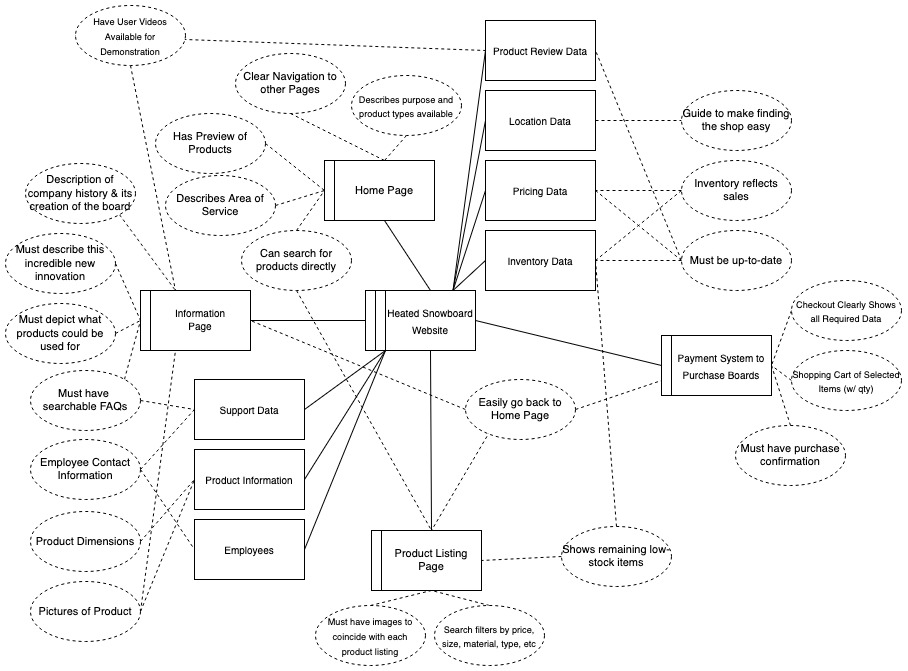 Have User Videos
Available for
Demonstration
Product Review Data
Clear Navigation to
other Pages
Describes purpose and
product types available
Location Data
Guide to make finding
the shop easy
Has Preview of
Products
Home Page
Pricing Data
Inventory reflects
sales
Description of
company history & its
creation of the board
Describes Area of
Service
Can search for
products directly
Inventory Data
Must be up-to-date
Must describe this
incredible new
innovation
Information
Page
Heated Snowboard
Website
Checkout Clearly Shows
all Required Data
Must depict what
products could be
used for
Payment System to
Purchase Boards
Shopping Cart of Selected
Items (w/ qty)
Must have
searchable FAQs
Support Data
Easily go back to
Home Page
Must have purchase
confirmation
Employee Contact
Information
Product Information
Product Dimensions
Employees
Product Listing
Page
Shows remaining low-
stock items
Pictures of Product
Must have images to
coincide with each
product listing
Search filters by price,
size, material, type, etc